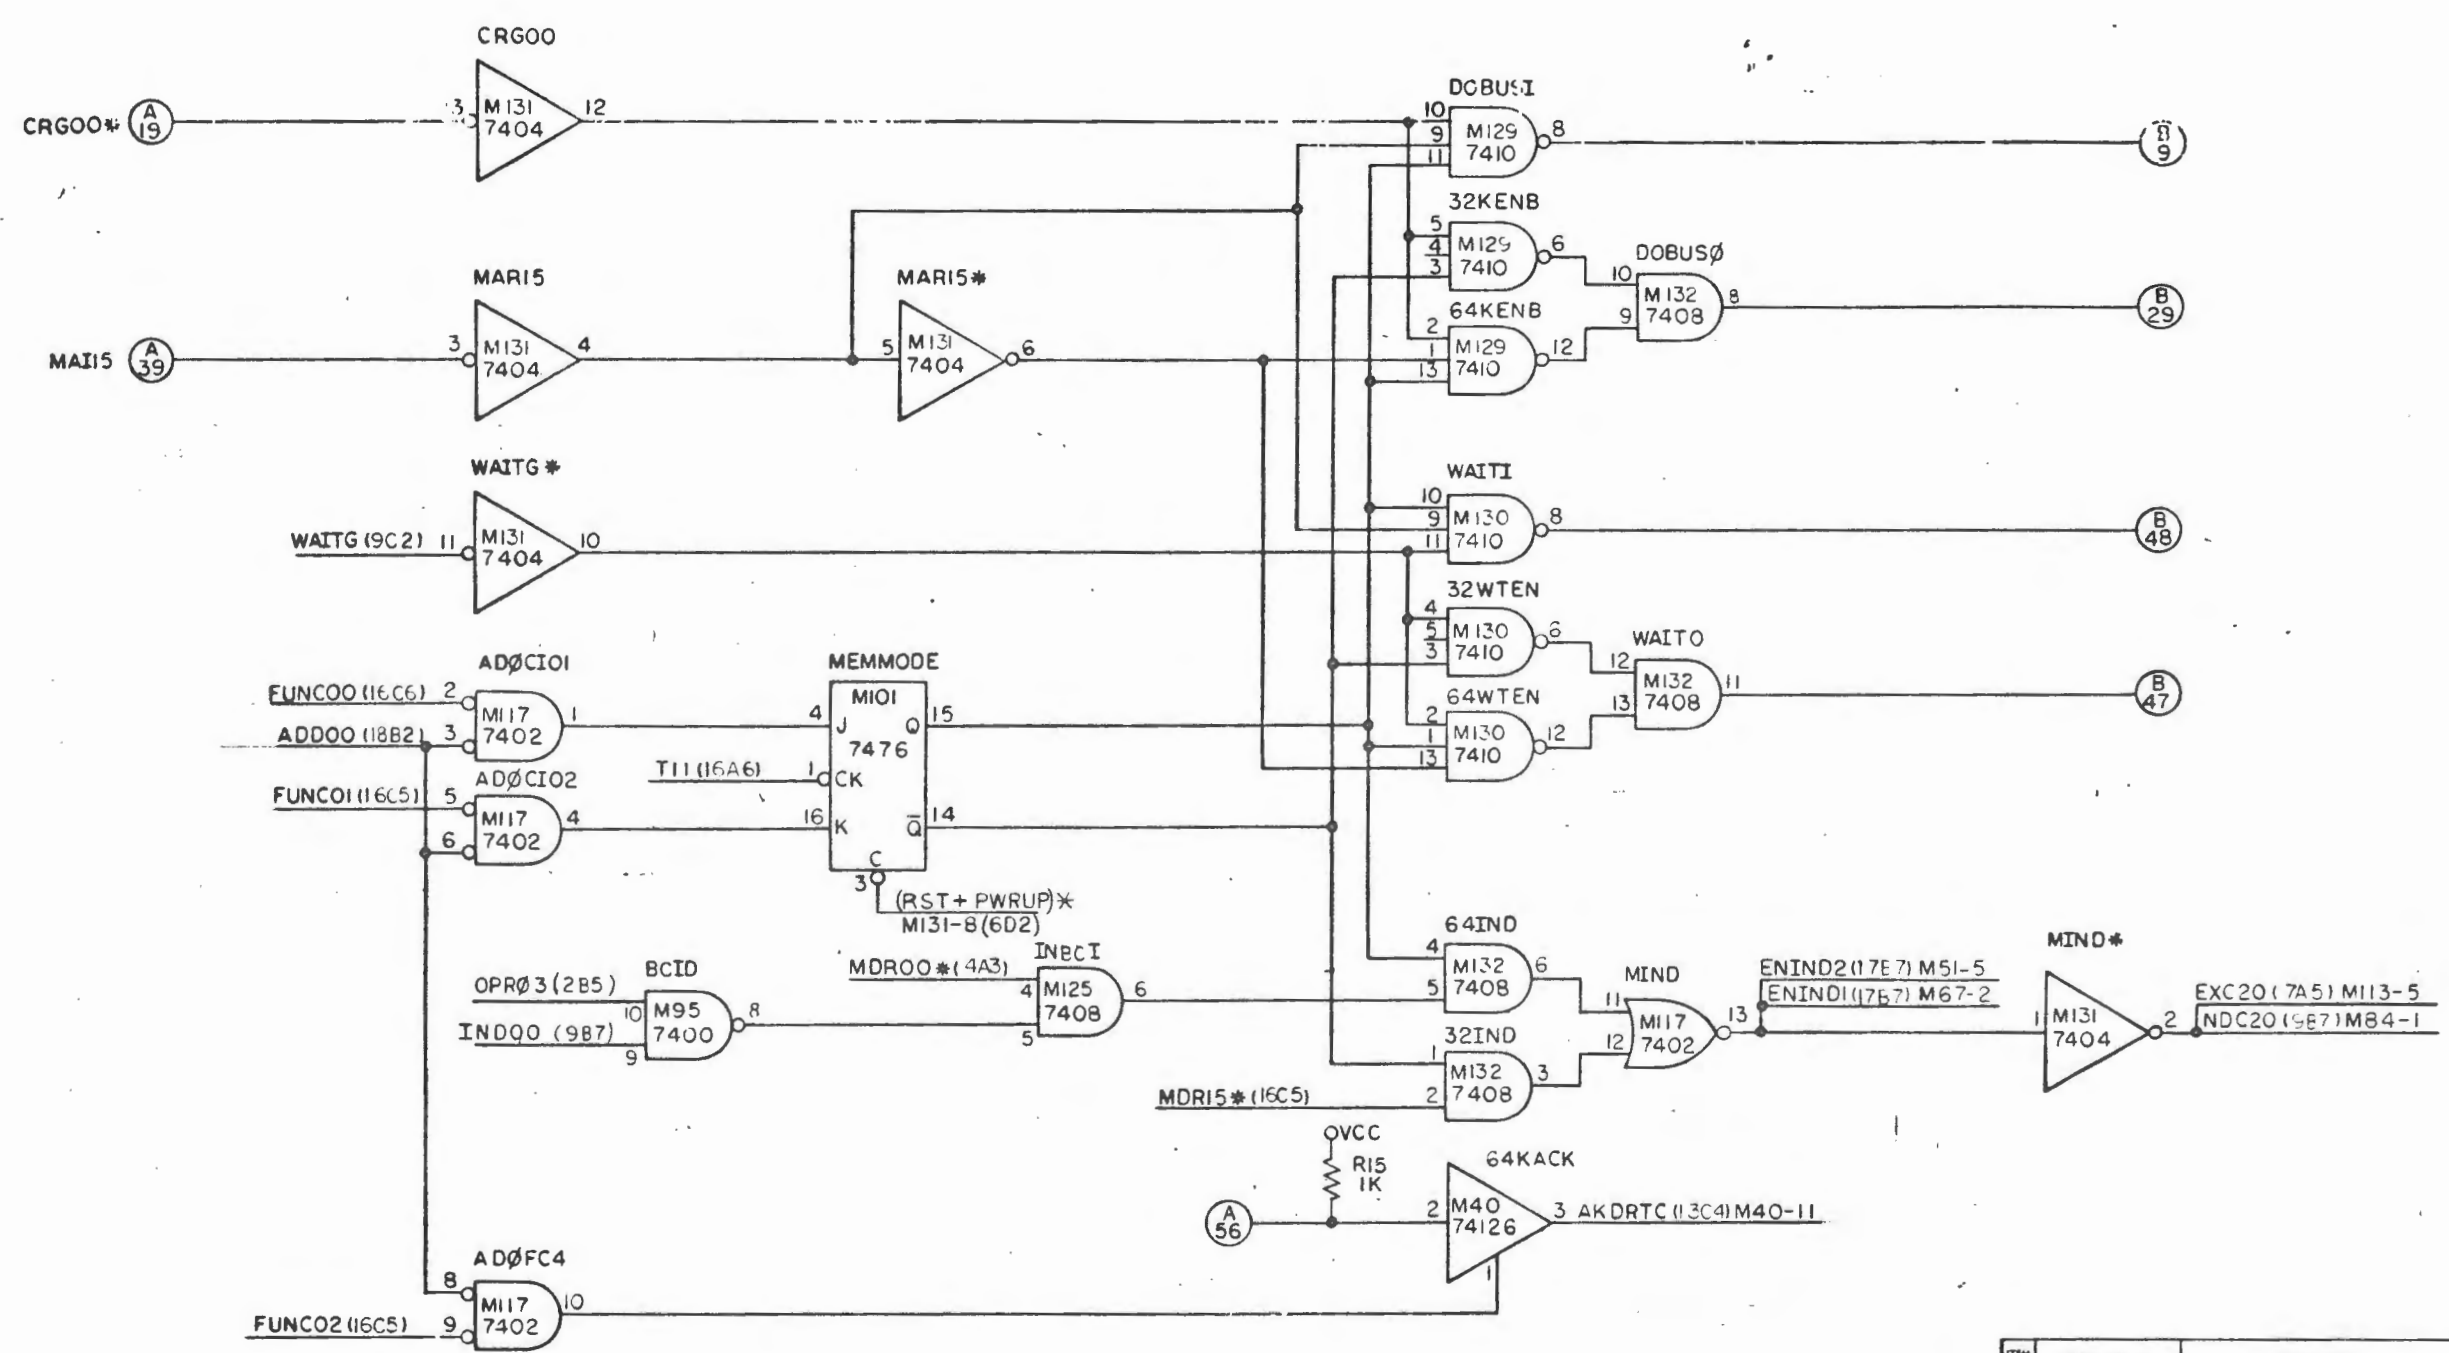 CRG00
CRG00*
A
19
3
M131
7404
12
DOBUSI
10
9
11
M129
7410
8
9
32KENB
5
4
3
M129
7410
6
DOBUSØ
10
9
M132
7408
8
B
29
64KENB
2
1
13
M129
7410
12
MAR15
MAI15
A
39
3
M131
7404
4
MAR15*
5
M131
7404
6
WAITG*
WAITG (9C2)
11
M131
7404
10
WAITI
10
9
11
M130
7410
8
B
48
32WTEN
4
5
3
M130
7410
6
WAITO
12
13
M132
7408
11
B
47
64WTEN
2
1
13
M130
7410
12
ADØCIO1
FUNCO0 (16C6)
2
ADD00 (18B2)
3
M117
7402
1
ADØCIO2
FUNCO1 (16C5)
5
6
M117
7402
4
MEMMODE
M101
7476
4
J
Q
15
T11 (16A6)
1
CK
16
K
Q̅
14
C
3
(RST + PWRUP)*
M131-8 (6D2)
BCID
OPRØ3 (2B5)
10
IND00 (9B7)
9
M95
7400
8
INBCI
MDR00* (4A3)
4
5
M125
7408
6
64IND
4
5
M132
7408
6
32IND
1
MDR15* (16C5)
2
M132
7408
3
MIND
11
12
M117
7402
13
ENIND2 (17E7) M51-5
ENIND1 (17B7) M67-2
MIND*
1
M131
7404
2
EXC20 (7A5) M113-5
NDC20 (9E7) M84-1
VCC
R15
1K
A
56
64KACK
2
M40
74126
3
1
AKDRTC (13C4) M40-11
ADØFC4
8
FUNCO2 (16C5)
9
M117
7402
10